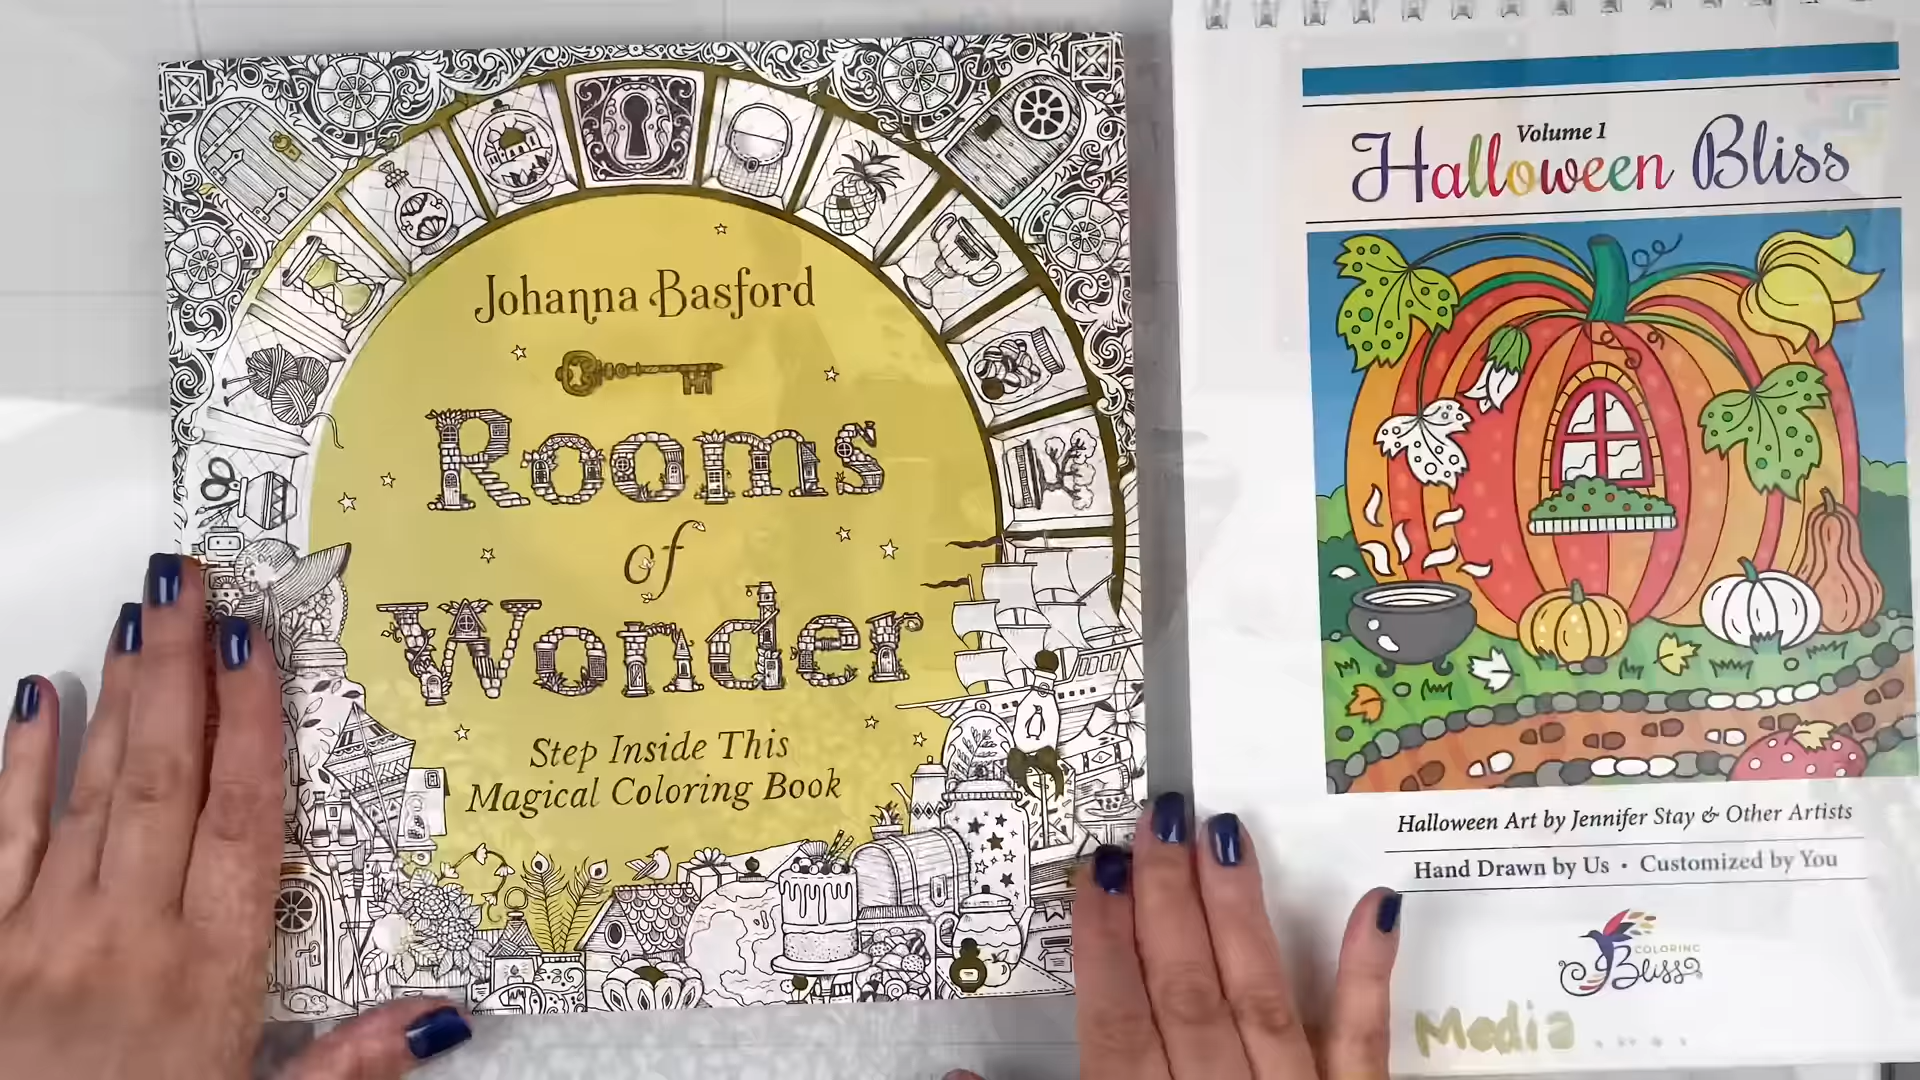 Johanna Basford
Rooms
of
Wonder
Step Inside This
Magical Coloring Book
Volume 1
Halloween Bliss
Halloween Art by Jennifer Stay & Other Artists
Hand Drawn by Us • Customized by You
COLORING
Bliss
Media